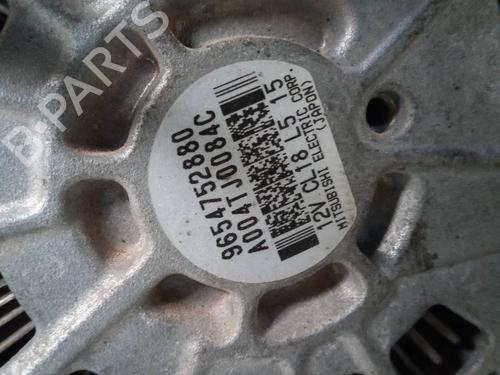 B-PARTS
9654752880
A004TJ0084C
12V CL18 L5 15
MITSUBISHI ELECTRIC CORP.
(JAPON)